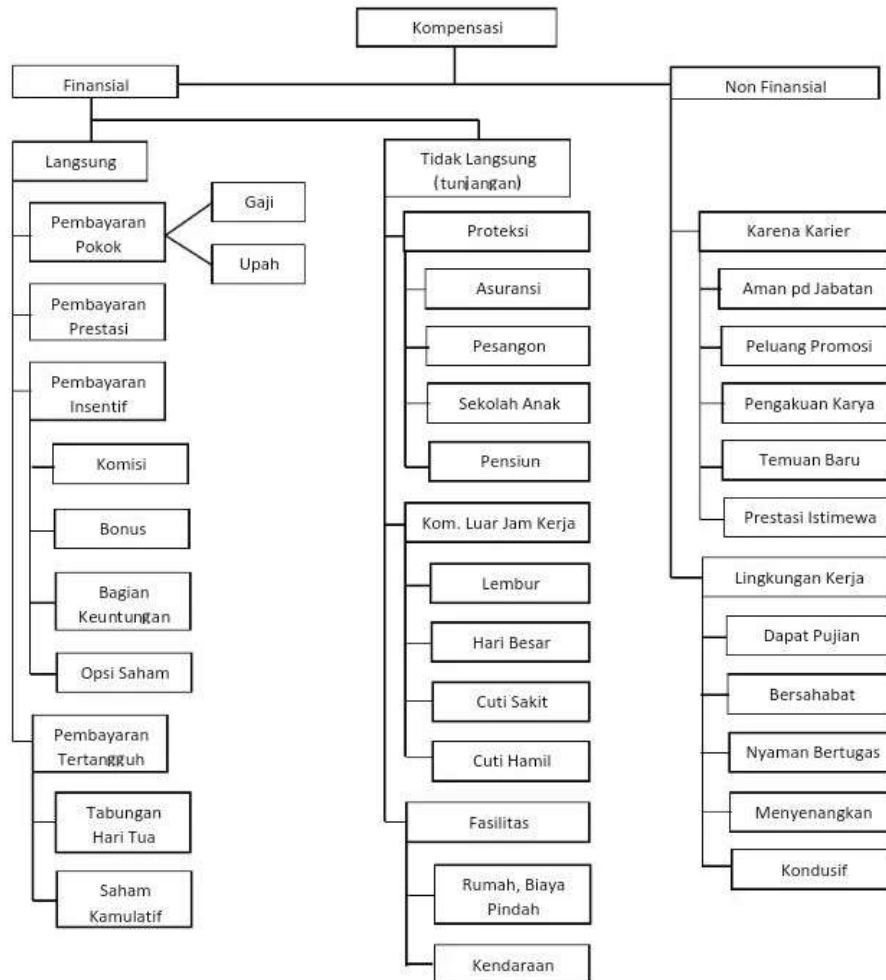 Kompensasi
Finansial
Non Finansial
Langsung
Pembayaran
Pokok
Gaji
Upah
Pembayaran
Prestasi
Pembayaran
Insentif
Komisi
Bonus
Bagian
Keuntungan
Opsi Saham
Pembayaran
Tertangguh
Tabungan
Hari Tua
Saham
Kamulatif
Tidak Langsung
(tunjangan)
Proteksi
Asuransi
Pesangon
Sekolah Anak
Pensiun
Kom. Luar Jam Kerja
Lembur
Hari Besar
Cuti Sakit
Cuti Hamil
Fasilitas
Rumah, Biaya
Pindah
Kendaraan
Karena Karier
Aman pd Jabatan
Peluang Promosi
Pengakuan Karya
Temuan Baru
Prestasi Istimewa
Lingkungan Kerja
Dapat Pujian
Bersahabat
Nyaman Bertugas
Menyenangkan
Kondusif